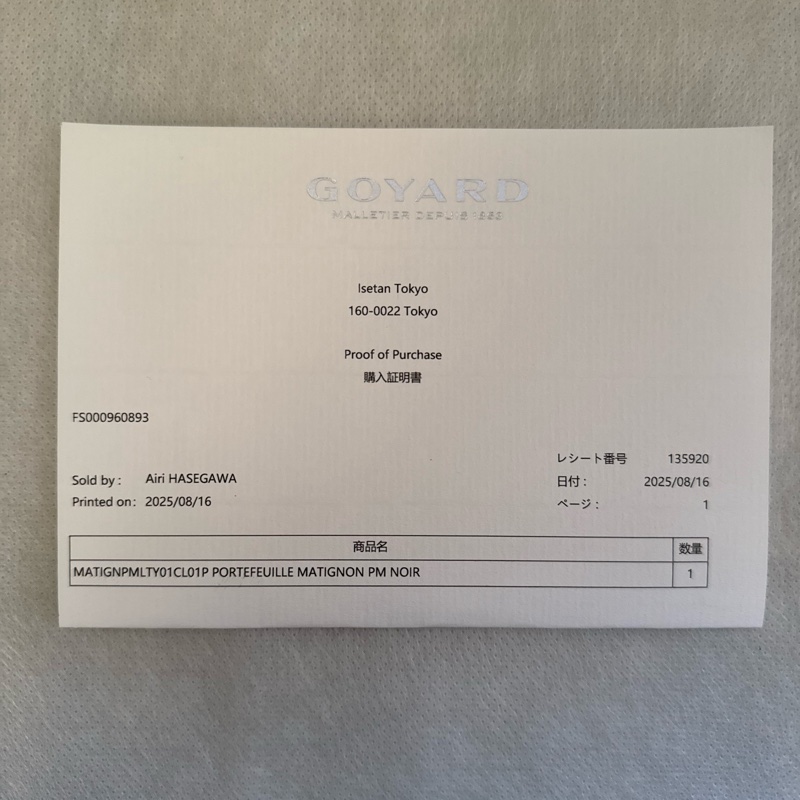 GOYARD
MALLETIER DEPUIS 1853
Isetan Tokyo
160-0022 Tokyo
Proof of Purchase
購入証明書
FS000960893
レシート番号 135920
Sold by : Airi HASEGAWA
日付 : 2025/08/16
Printed on : 2025/08/16
ページ : 1
商品名 数量
MATIGNPMLTY01CL01P PORTEFEUILLE MATIGNON PM NOIR 1